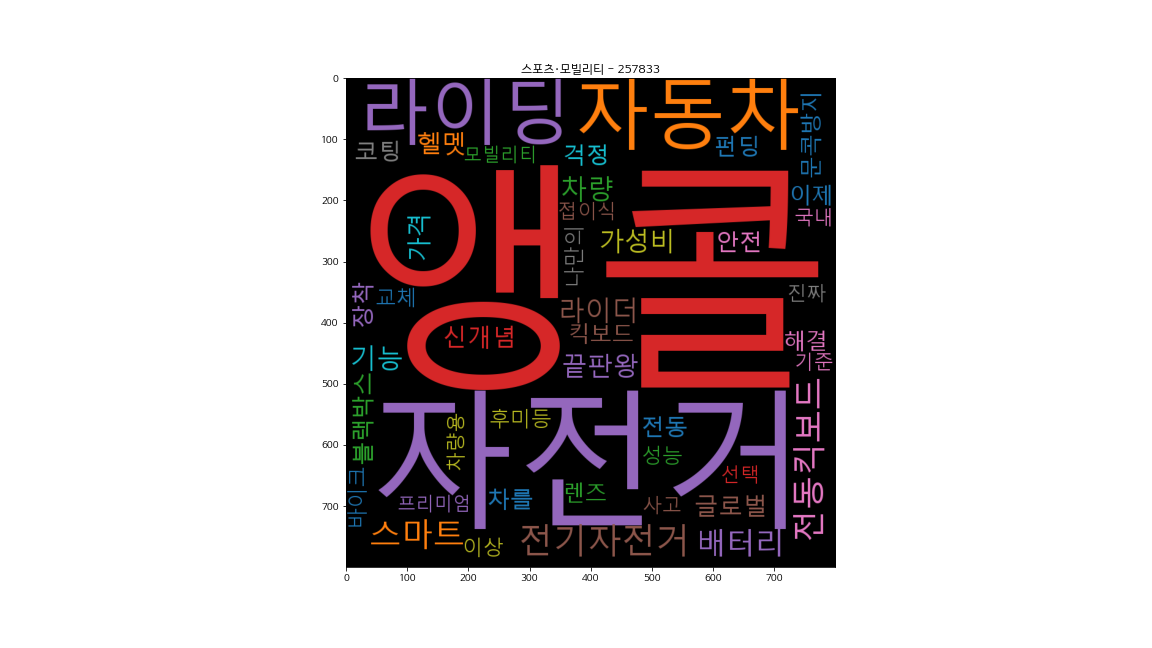 스포츠·모빌리티 – 257833
라이딩 자동차
문콕방지
코팅 헬멧 모빌리티 걱정 펀딩
앵콜
차량 이제
접이식 국내
가격 나만의 가성비 안전
장착 교체 진짜
라이더
신개념 킥보드 해결
기능 끝판왕 기준
블랙박스
자전거
전동킥보드
차량용 후미등 전동
성능
선택
바이크 프리미엄 차를 렌즈 사고 글로벌
스마트 이상 전기자전거 배터리
0
100
200
300
400
500
600
700
0 100 200 300 400 500 600 700